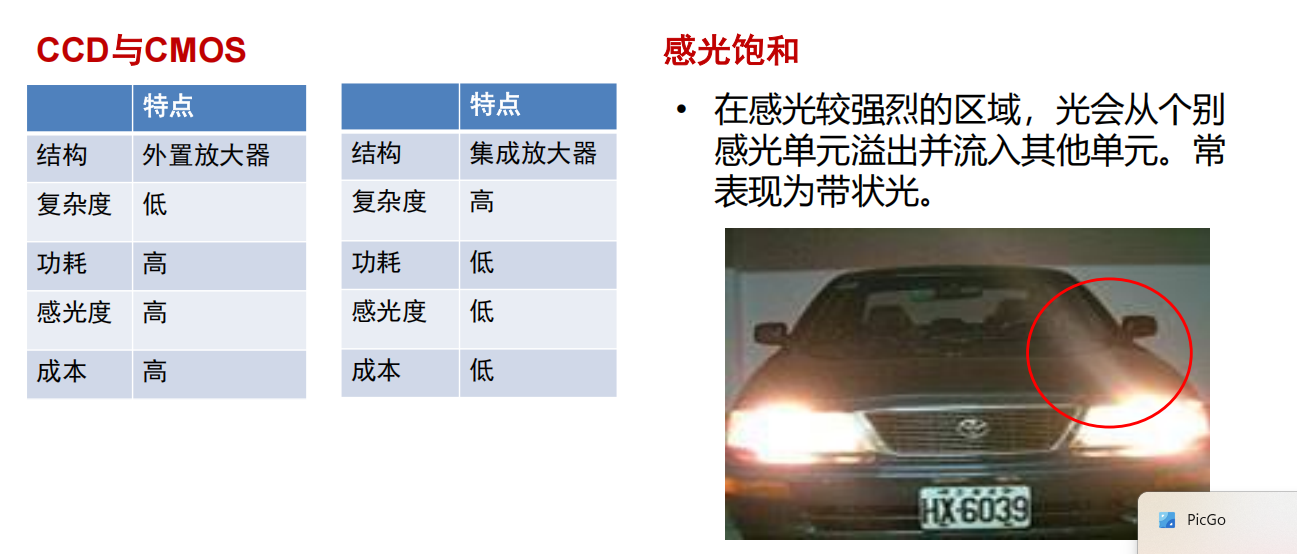 CCD与CMOS
特点
结构 外置放大器
复杂度 低
功耗 高
感光度 高
成本 高
特点
结构 集成放大器
复杂度 高
功耗 低
感光度 低
成本 低
感光饱和
• 在感光较强烈的区域，光会从个别
感光单元溢出并流入其他单元。常
表现为带状光。
HX-6039
PicGo